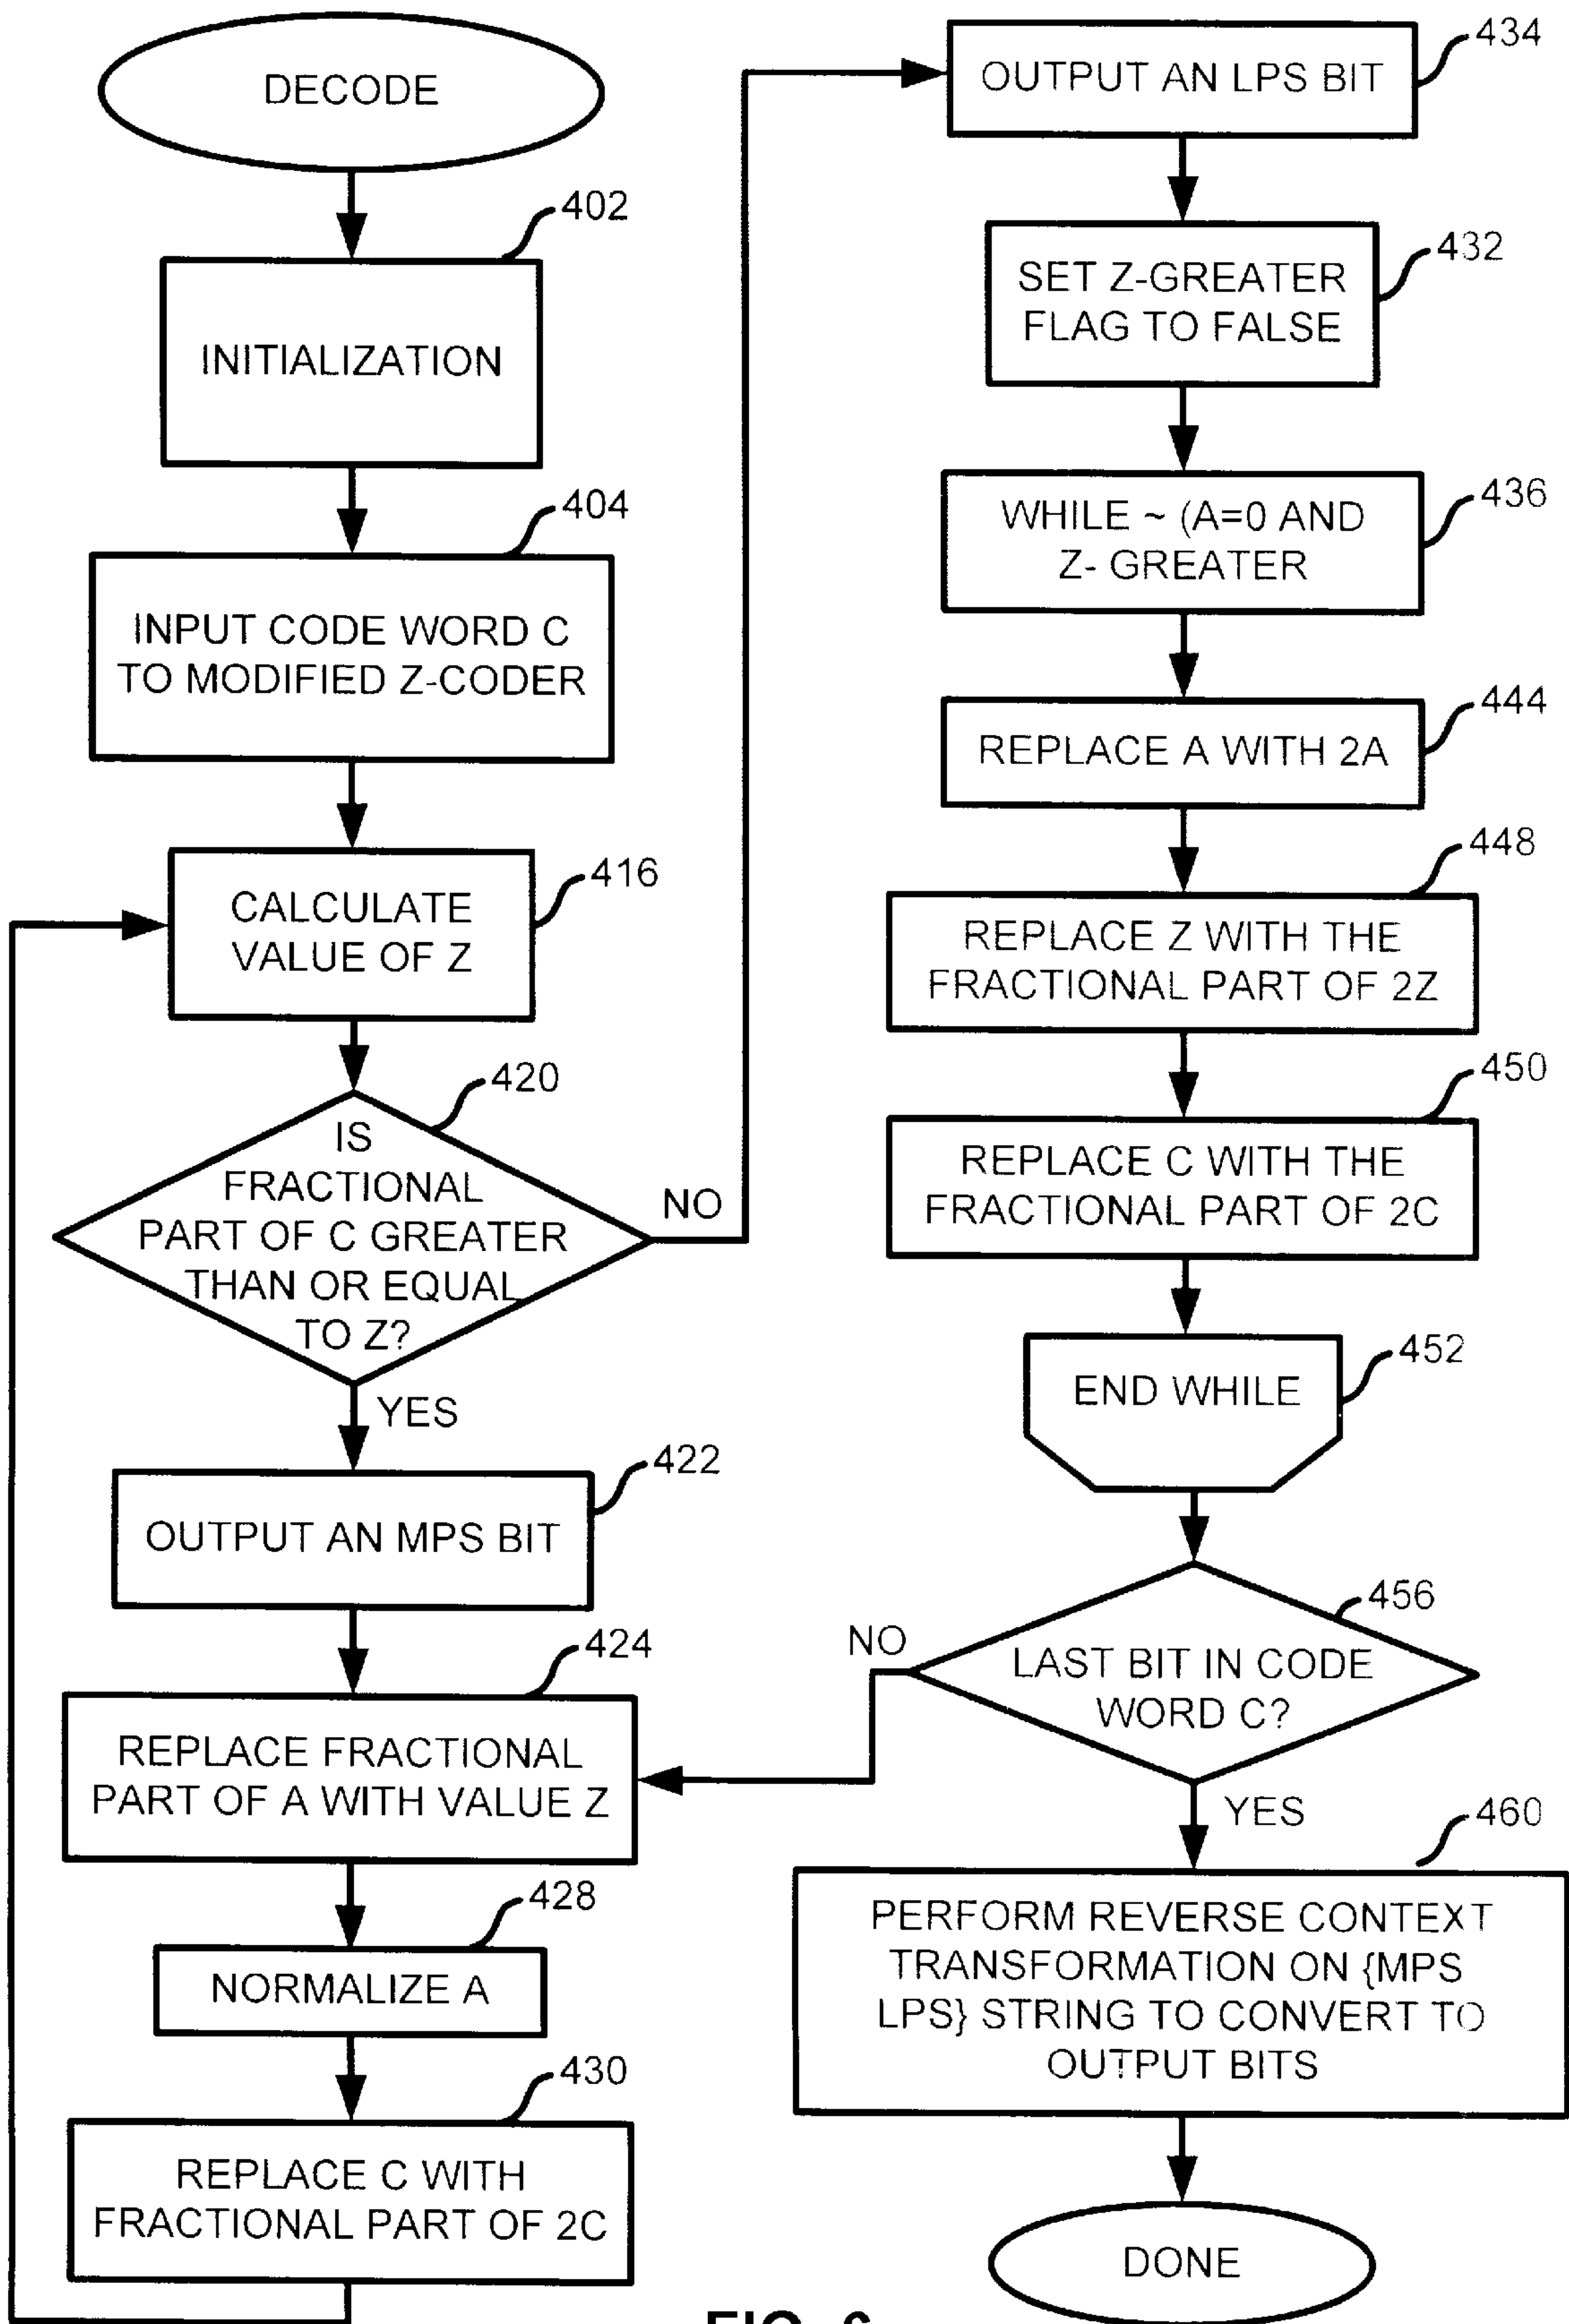 DECODE
402
INITIALIZATION
404
INPUT CODE WORD C
TO MODIFIED Z-CODER
416
CALCULATE
VALUE OF Z
420
IS
FRACTIONAL
PART OF C GREATER
THAN OR EQUAL
TO Z?
NO
YES
422
OUTPUT AN MPS BIT
424
REPLACE FRACTIONAL
PART OF A WITH VALUE Z
428
NORMALIZE A
430
REPLACE C WITH
FRACTIONAL PART OF 2C
434
OUTPUT AN LPS BIT
432
SET Z-GREATER
FLAG TO FALSE
436
WHILE ~ (A=0 AND
Z- GREATER
444
REPLACE A WITH 2A
448
REPLACE Z WITH THE
FRACTIONAL PART OF 2Z
450
REPLACE C WITH THE
FRACTIONAL PART OF 2C
452
END WHILE
456
LAST BIT IN CODE
WORD C?
NO
YES
460
PERFORM REVERSE CONTEXT
TRANSFORMATION ON {MPS
LPS} STRING TO CONVERT TO
OUTPUT BITS
DONE